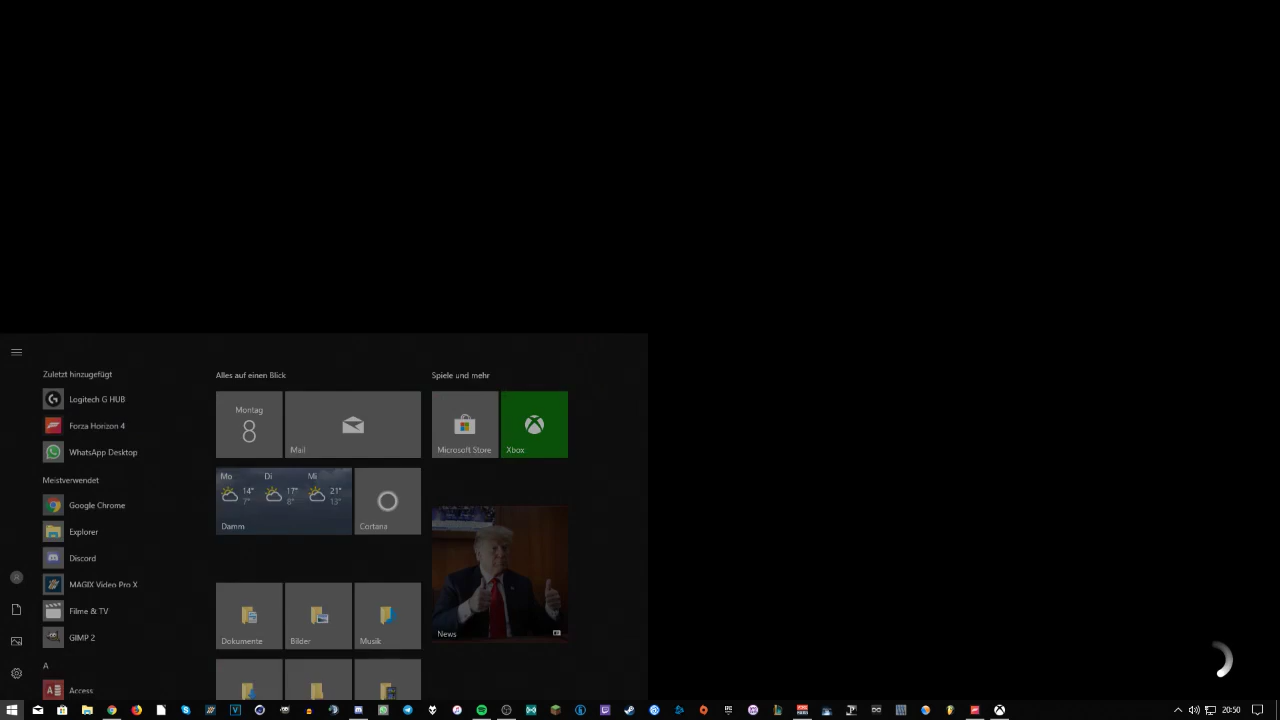 Zuletzt hinzugefügt
Logitech G HUB
Forza Horizon 4
WhatsApp Desktop
Meistverwendet
Google Chrome
Explorer
Discord
MAGIX Video Pro X
Filme & TV
GIMP 2
A
Access
Alles auf einen Blick
Montag
8
Mail
Mo Di Mi
14° 17° 21°
7° 8° 13°
Damm
Cortana
Dokumente
Bilder
Musik
Spiele und mehr
Microsoft Store
Xbox
News
20:50